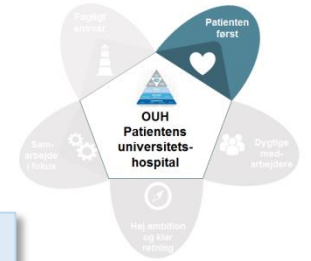 Fagligt
ansvar
Patienten
først
OUH
Patientens
universitets-
hospital
Sam-
arbejde
i fokus
Dygtige
med-
arbejdere
Høj ambition
og klar
retning